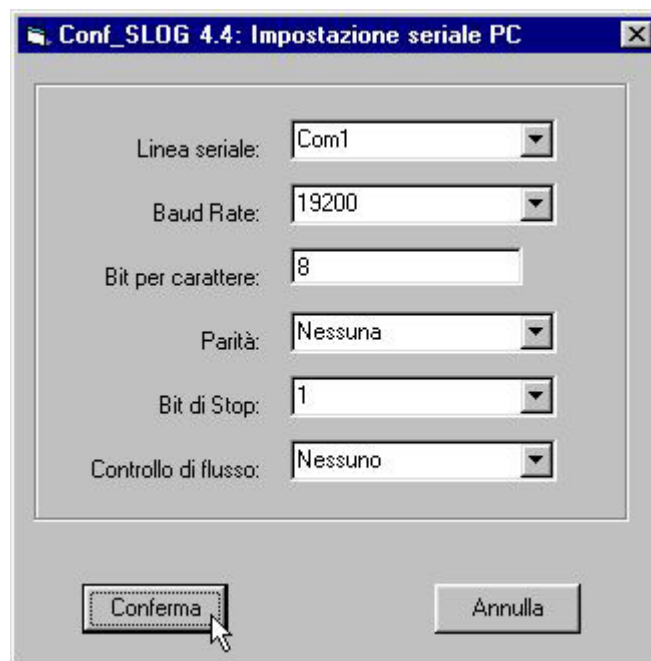 Conf_SLOG 4.4: Impostazione seriale PC
Linea seriale: Com1
Baud Rate: 19200
Bit per carattere: 8
Parità: Nessuna
Bit di Stop: 1
Controllo di flusso: Nessuno
Conferma Annulla